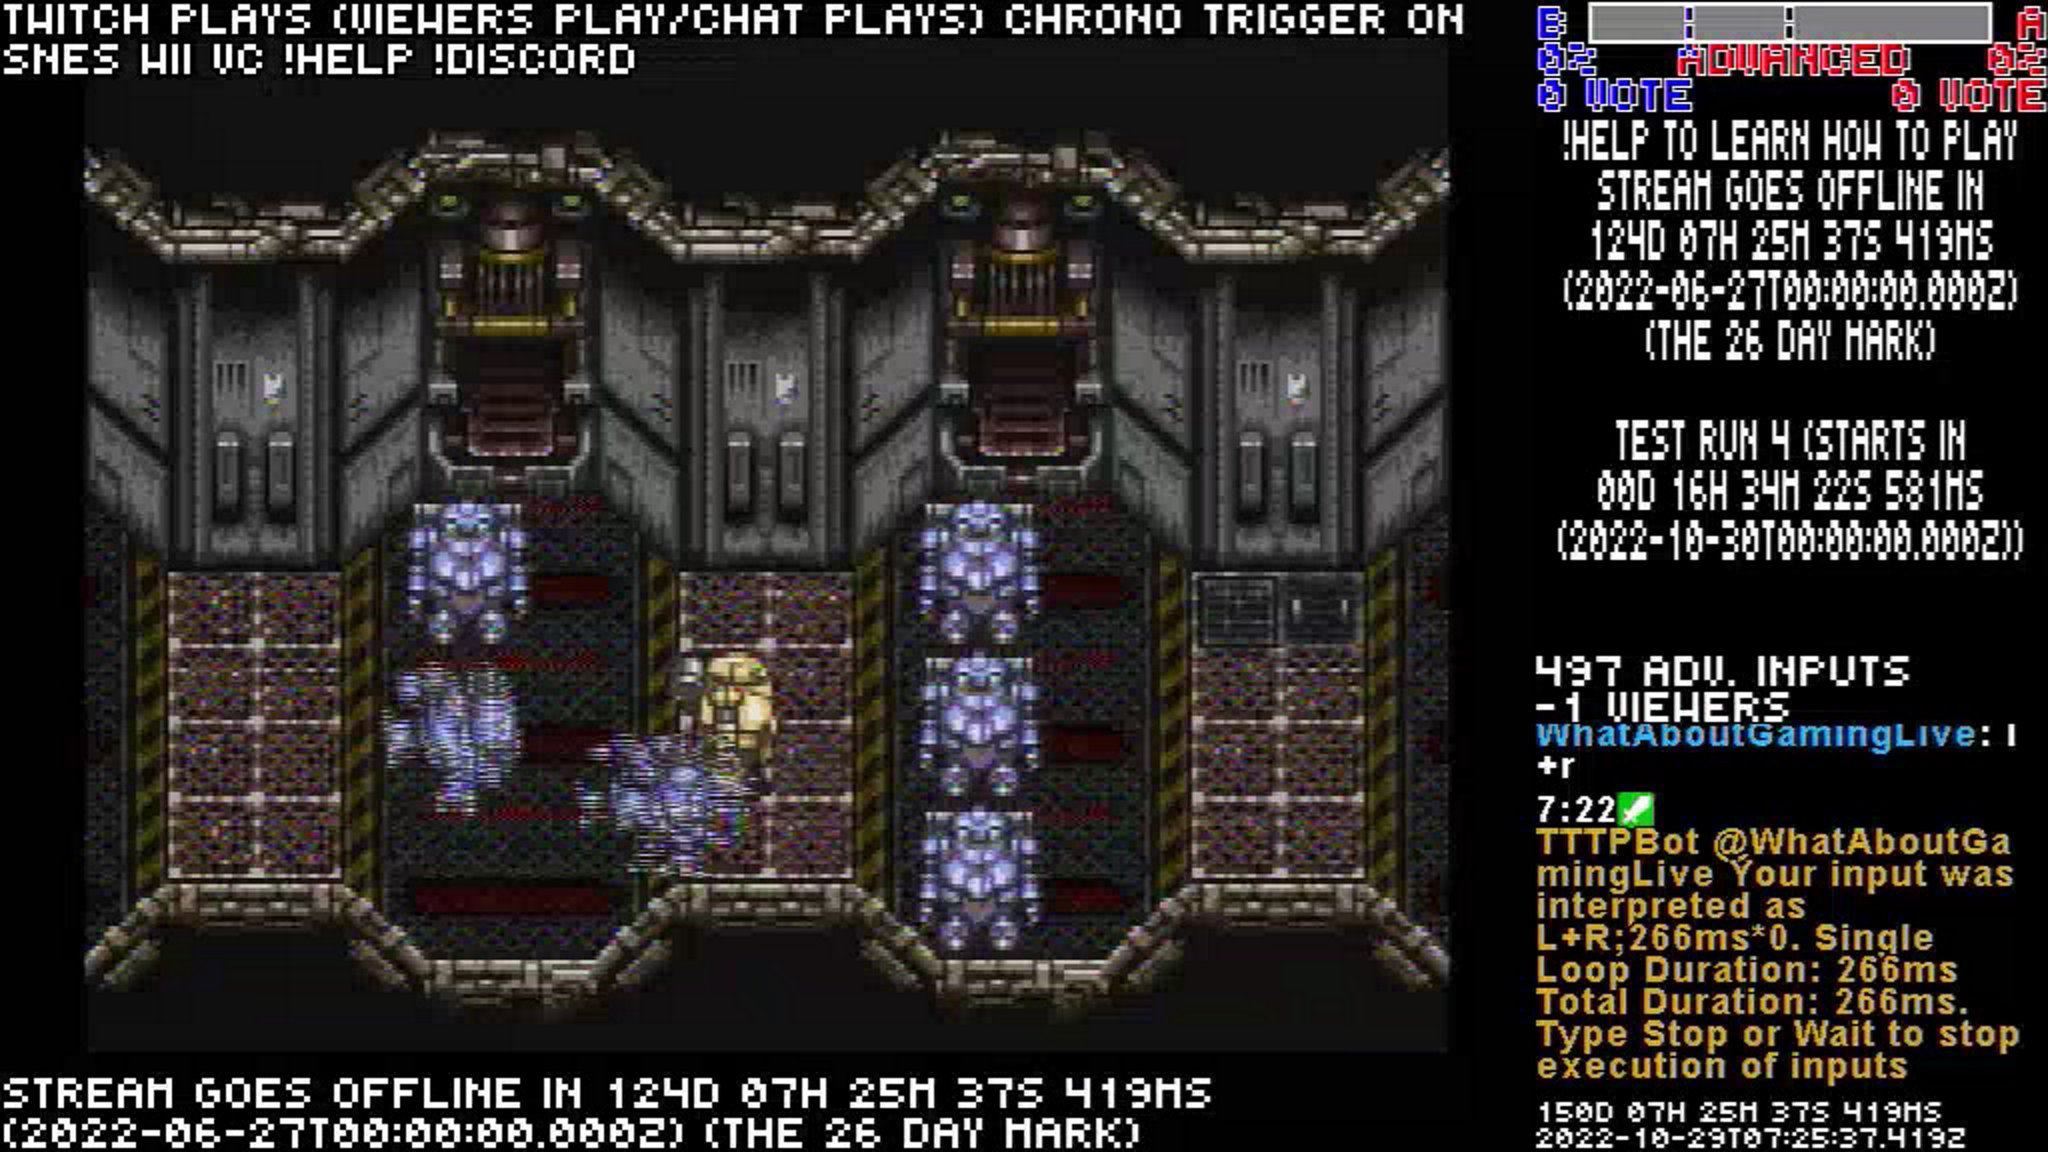 TWITCH PLAYS (VIEWERS PLAY/CHAT PLAYS) CHRONO TRIGGER ON
SNES WII VC !HELP !DISCORD
B A
0% ADVANCED 0%
0 VOTE 0 VOTE
!HELP TO LEARN HOW TO PLAY
STREAM GOES OFFLINE IN
124D 07H 25M 37S 419MS
(2022-06-27T00:00:00.000Z)
(THE 26 DAY MARK)
TEST RUN 4 (STARTS IN
00D 16H 34M 22S 581MS
(2022-10-30T00:00:00.000Z))
497 ADV. INPUTS
-1 VIEWERS
WhatAboutGamingLive: l
+r
7:22
TTTPBot @WhatAboutGa
mingLive Your input was
interpreted as
L+R;266ms*0. Single
Loop Duration: 266ms
Total Duration: 266ms.
Type Stop or Wait to stop
execution of inputs
150D 07H 25M 37S 419MS
2022-10-29T07:25:37.419Z
STREAM GOES OFFLINE IN 124D 07H 25M 37S 419MS
(2022-06-27T00:00:00.000Z) (THE 26 DAY MARK)